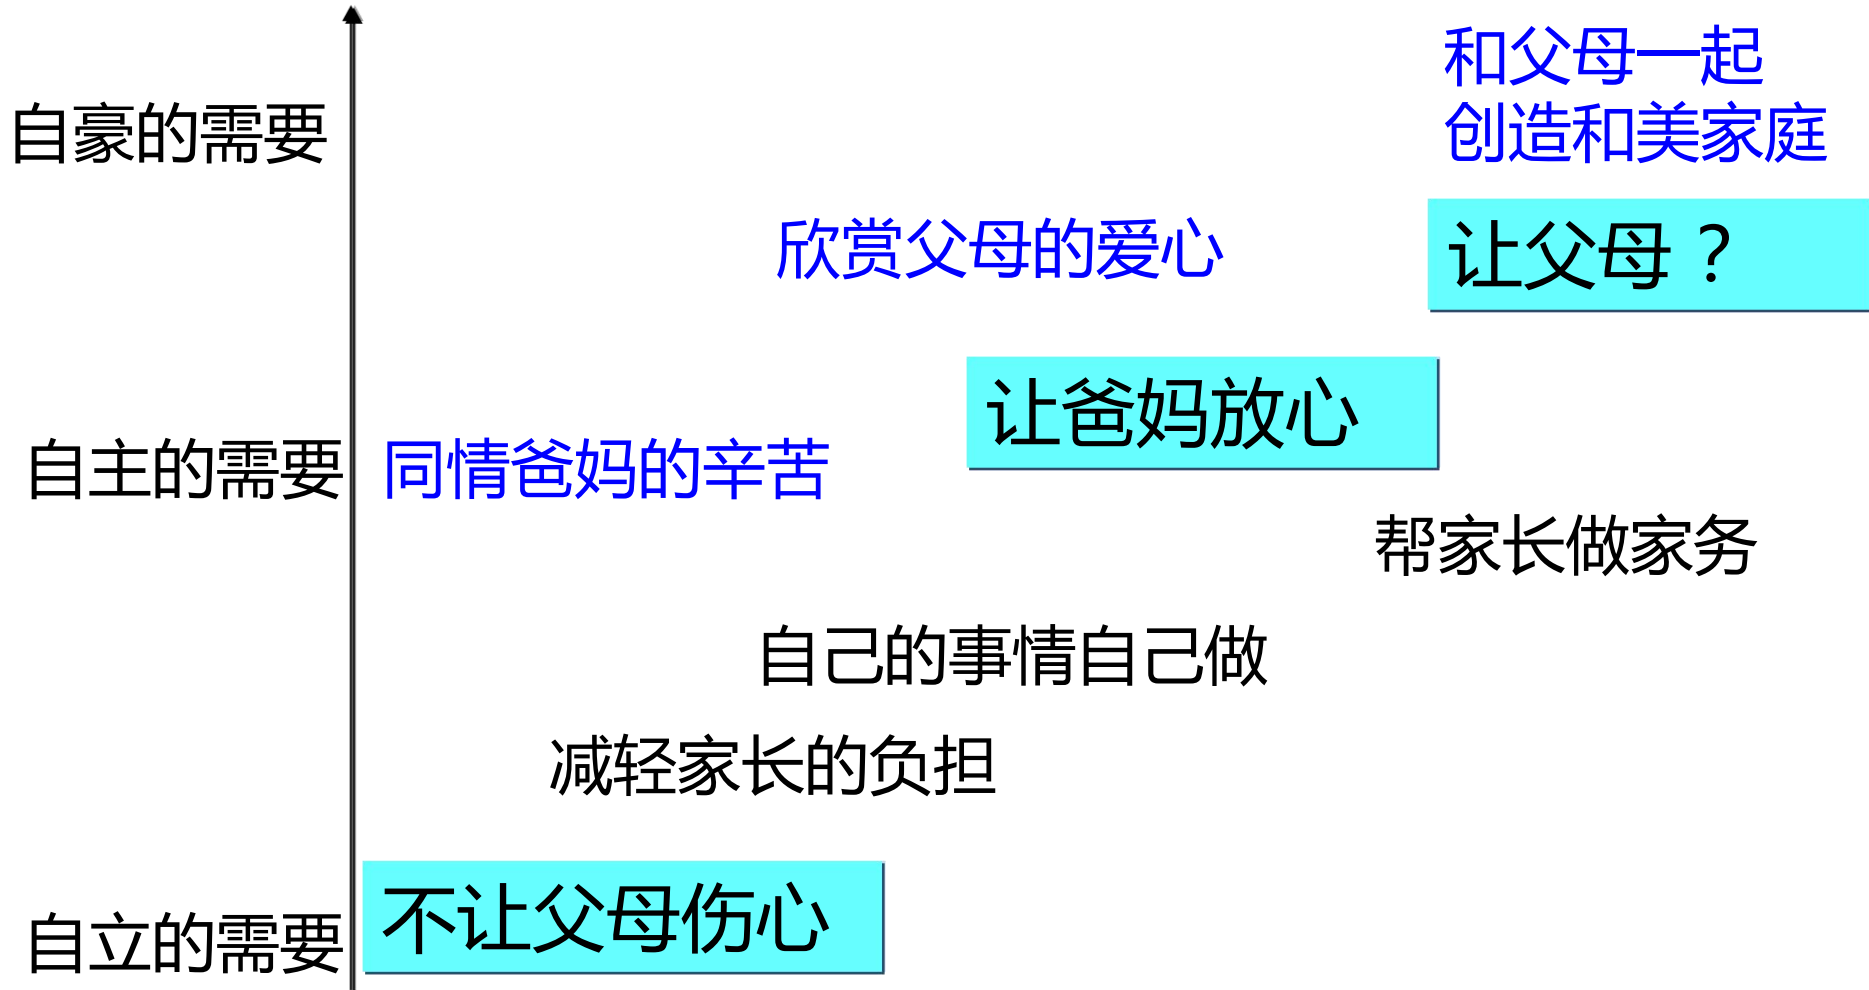 和父母一起
创造和美家庭
自豪的需要
欣赏父母的爱心
让父母？
让爸妈放心
自主的需要
同情爸妈的辛苦
帮家长做家务
自己的事情自己做
减轻家长的负担
不让父母伤心
自立的需要